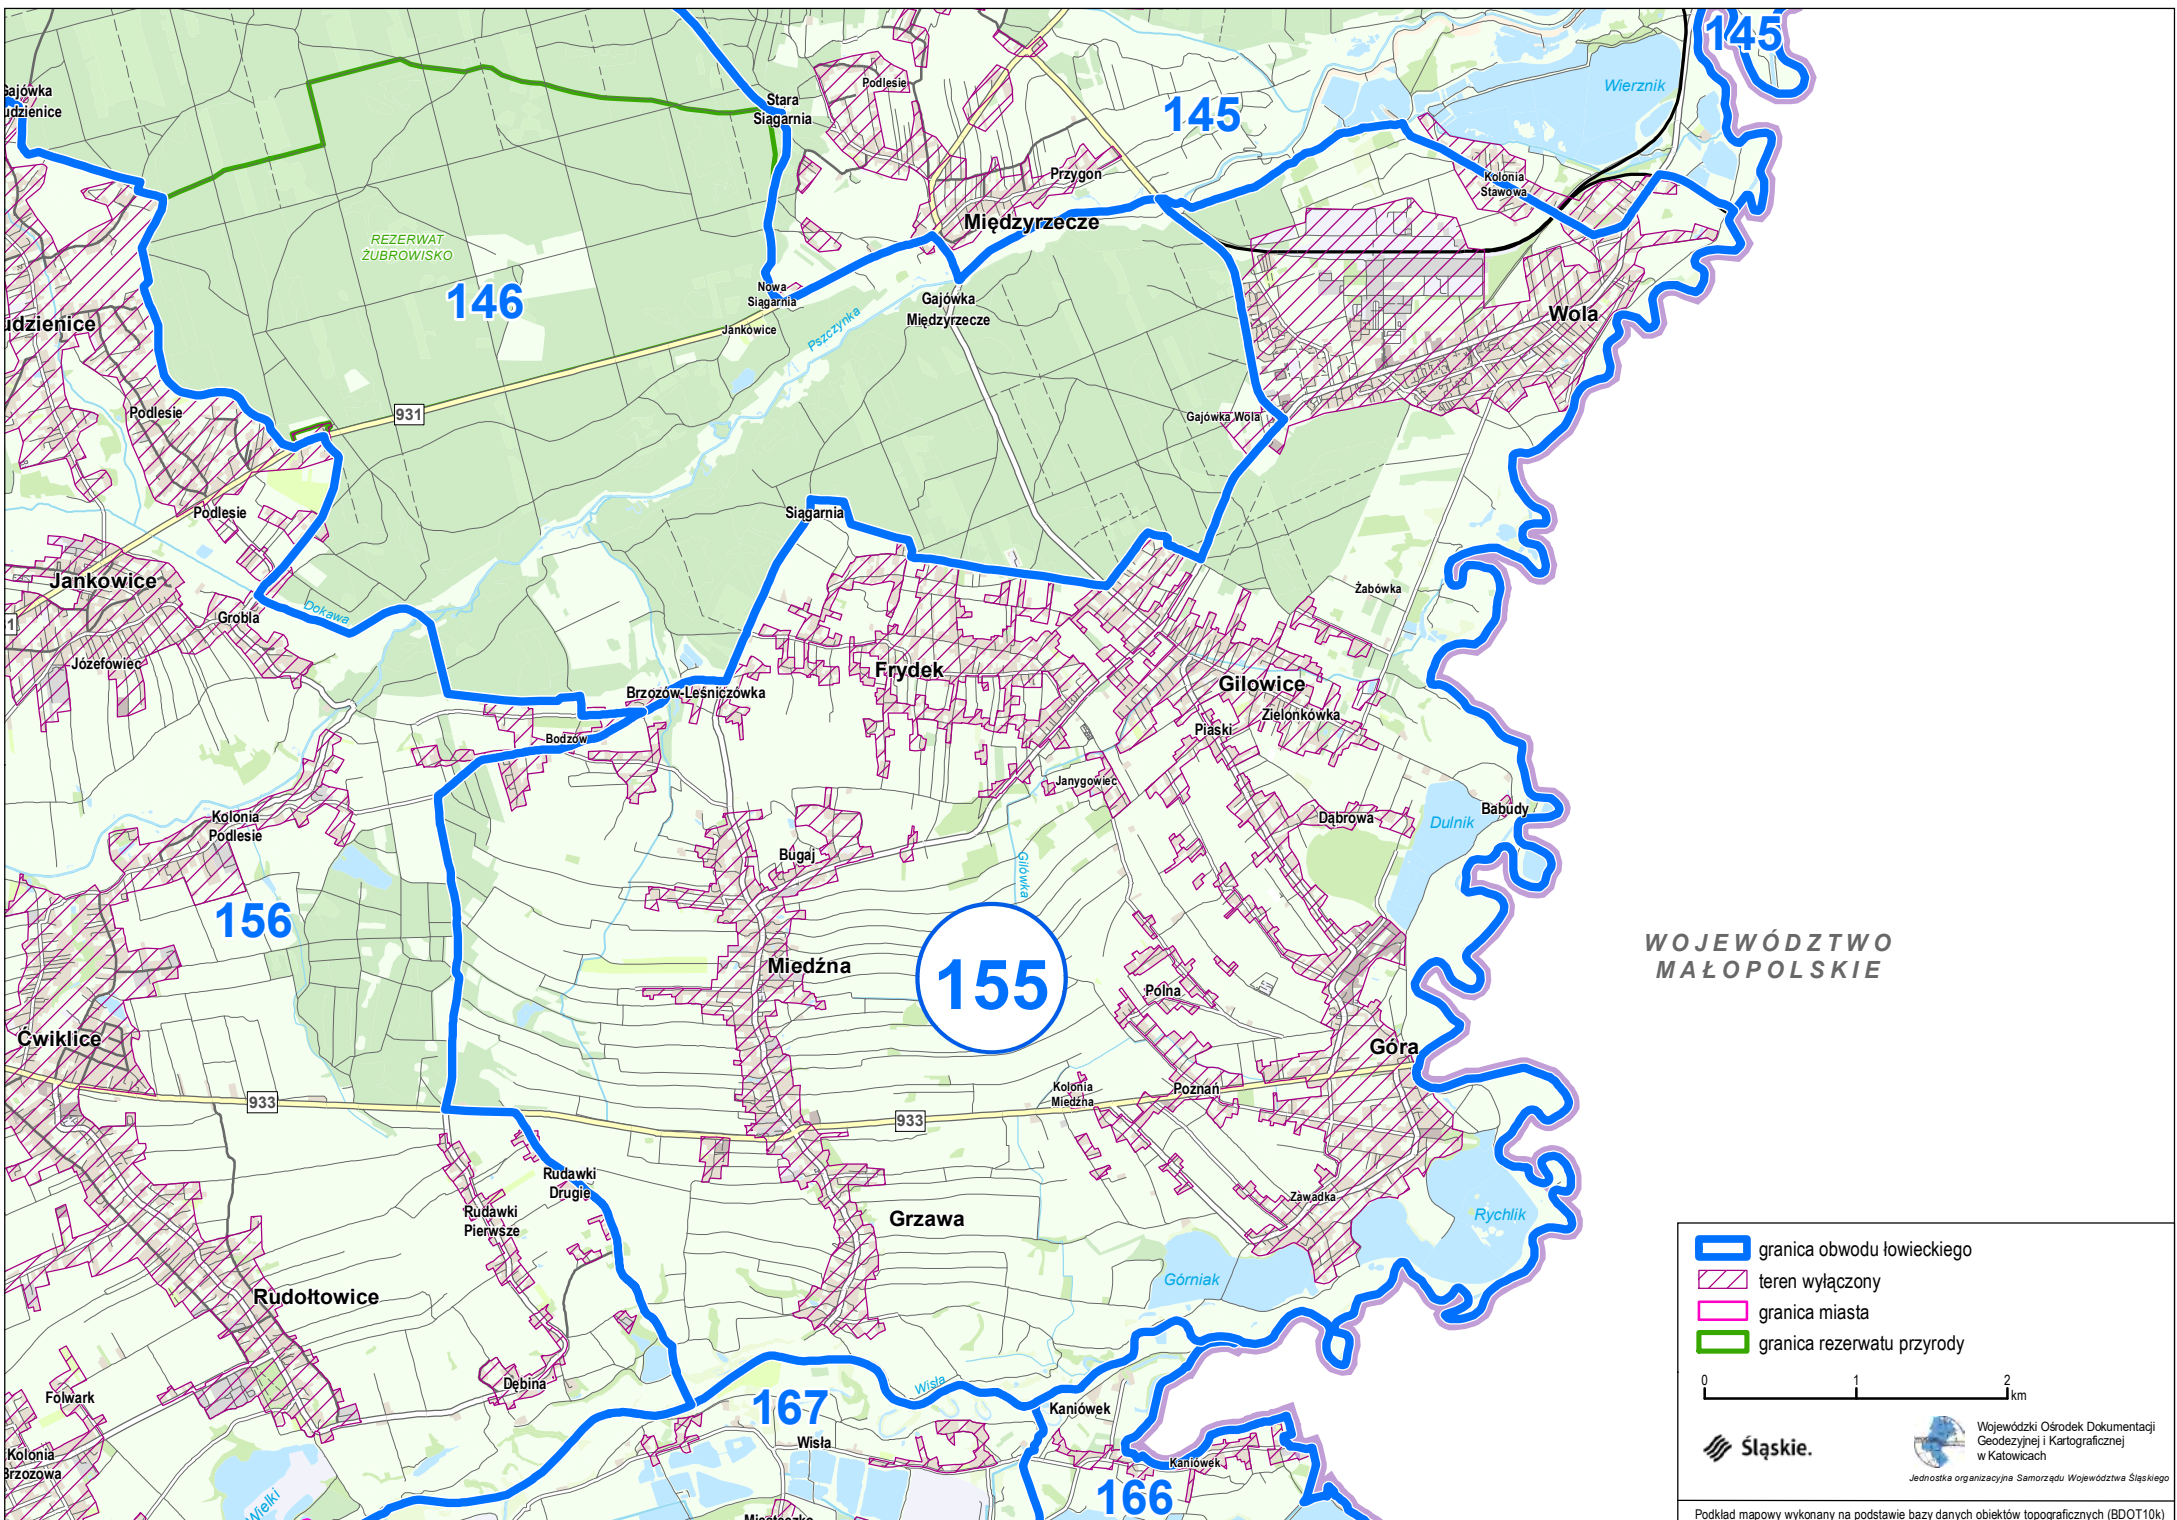 145
Wierznik
Podlesie
Gajówka
udzienice
Stara
Siągarnia
145
Przygon
Kolonia
Stawowa
Międzyrzecze
REZERWAT
ŻUBROWISKO
146
Nowa
Siągarnia
Gajówka
Międzyrzecze
Jankowice
Pszczynka
Wola
udzienice
Podlesie
931
Gajówka Wola
Podlesie
Siągarnia
Jankowice
Dokawa
Grobla
1
Żabówka
Józefowiec
Frydek
Gilowice
Brzozów-Leśniczówka
Zielonkówka
Piaski
Bodzów
Janygowiec
Kolonia
Podlesie
Dąbrowa
Dulnik
Babudy
Bugaj
Gilówka
156
WOJEWÓDZTWO
MAŁOPOLSKIE
Miedźna
155
Polna
Ćwiklice
Góra
933
Kolonia
Miedźna
Poznań
933
Rudawki
Drugie
Zawadka
Rudawki
Pierwsze
Grzawa
Rychlik
Górniak
Rudołtowice
Dębina
Wisła
Folwark
167
Kaniówek
Wisła
Kolonia
Brzozowa
Kaniówek
166
Wielki
Miasteczko
granica obwodu łowieckiego
teren wyłączony
granica miasta
granica rezerwatu przyrody
0 1 2
km
Śląskie.
Wojewódzki Ośrodek Dokumentacji
Geodezyjnej i Kartograficznej
w Katowicach
Jednostka organizacyjna Samorządu Województwa Śląskiego
Podkład mapowy wykonany na podstawie bazy danych obiektów topograficznych (BDOT10k)